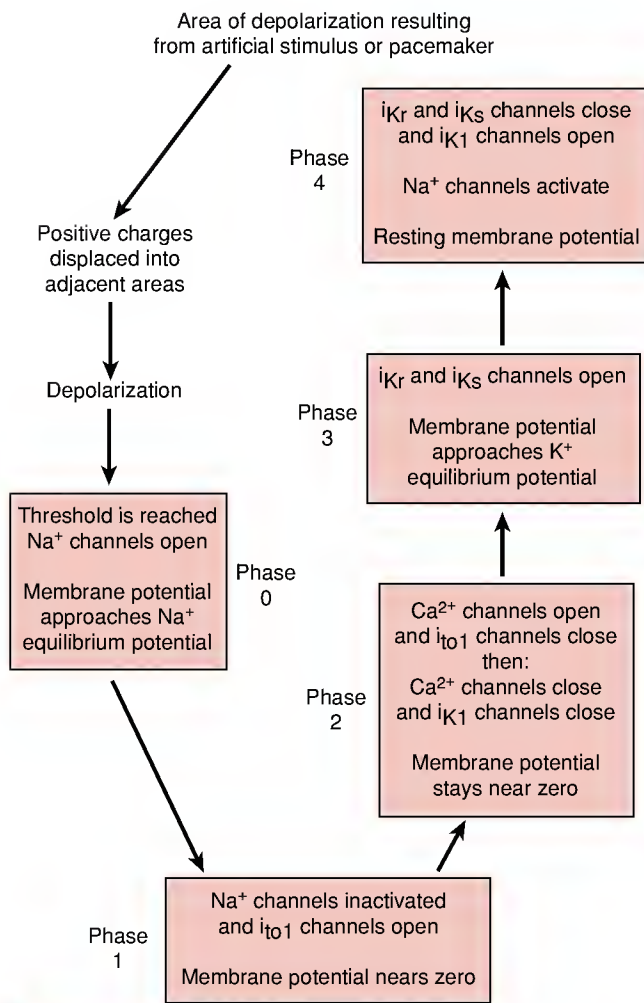 Area of depolarization resulting
from artificial stimulus or pacemaker
Positive charges
displaced into
adjacent areas
Depolarization
Threshold is reached
Na⁺ channels open
Membrane potential
approaches Na⁺
equilibrium potential
Phase
0
Phase
1
Na⁺ channels inactivated
and ito1 channels open
Membrane potential nears zero
Phase
2
Ca²⁺ channels open
and ito1 channels close
then:
Ca²⁺ channels close
and iK1 channels close
Membrane potential
stays near zero
Phase
3
iKr and iKs channels open
Membrane potential
approaches K⁺
equilibrium potential
Phase
4
iKr and iKs channels close
and iK1 channels open
Na⁺ channels activate
Resting membrane potential